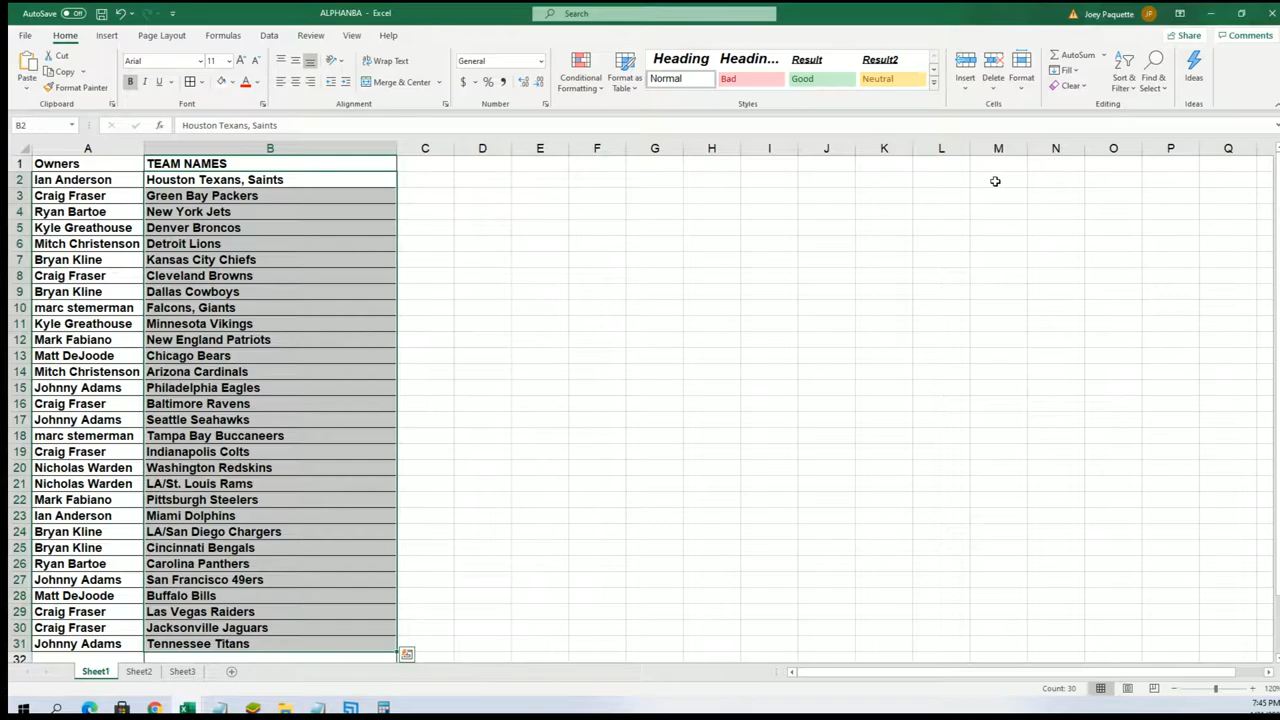 AutoSave Off ALPHANBA - Excel Search Joey Paquette JP
File Home Insert Page Layout Formulas Data Review View Help Share Comments
Paste Cut Copy Format Painter Clipboard
Arial 11 B I U Font
Wrap Text Merge & Center Alignment
General $ % Number
Conditional Formatting Format as Table
Heading Headin... Result Result2
Normal Bad Good Neutral
Styles
Insert Delete Format Cells
AutoSum Fill Clear Sort & Filter Find & Select Editing
Ideas Ideas
B2 fx Houston Texans, Saints
A B C D E F G H I J K L M N O P Q
1 Owners TEAM NAMES
2 Ian Anderson Houston Texans, Saints
3 Craig Fraser Green Bay Packers
4 Ryan Bartoe New York Jets
5 Kyle Greathouse Denver Broncos
6 Mitch Christenson Detroit Lions
7 Bryan Kline Kansas City Chiefs
8 Craig Fraser Cleveland Browns
9 Bryan Kline Dallas Cowboys
10 marc stemerman Falcons, Giants
11 Kyle Greathouse Minnesota Vikings
12 Mark Fabiano New England Patriots
13 Matt DeJoode Chicago Bears
14 Mitch Christenson Arizona Cardinals
15 Johnny Adams Philadelphia Eagles
16 Craig Fraser Baltimore Ravens
17 Johnny Adams Seattle Seahawks
18 marc stemerman Tampa Bay Buccaneers
19 Craig Fraser Indianapolis Colts
20 Nicholas Warden Washington Redskins
21 Nicholas Warden LA/St. Louis Rams
22 Mark Fabiano Pittsburgh Steelers
23 Ian Anderson Miami Dolphins
24 Bryan Kline LA/San Diego Chargers
25 Bryan Kline Cincinnati Bengals
26 Ryan Bartoe Carolina Panthers
27 Johnny Adams San Francisco 49ers
28 Matt DeJoode Buffalo Bills
29 Craig Fraser Las Vegas Raiders
30 Craig Fraser Jacksonville Jaguars
31 Johnny Adams Tennessee Titans
32
Sheet1 Sheet2 Sheet3
Count: 30 120%
7:45 PM